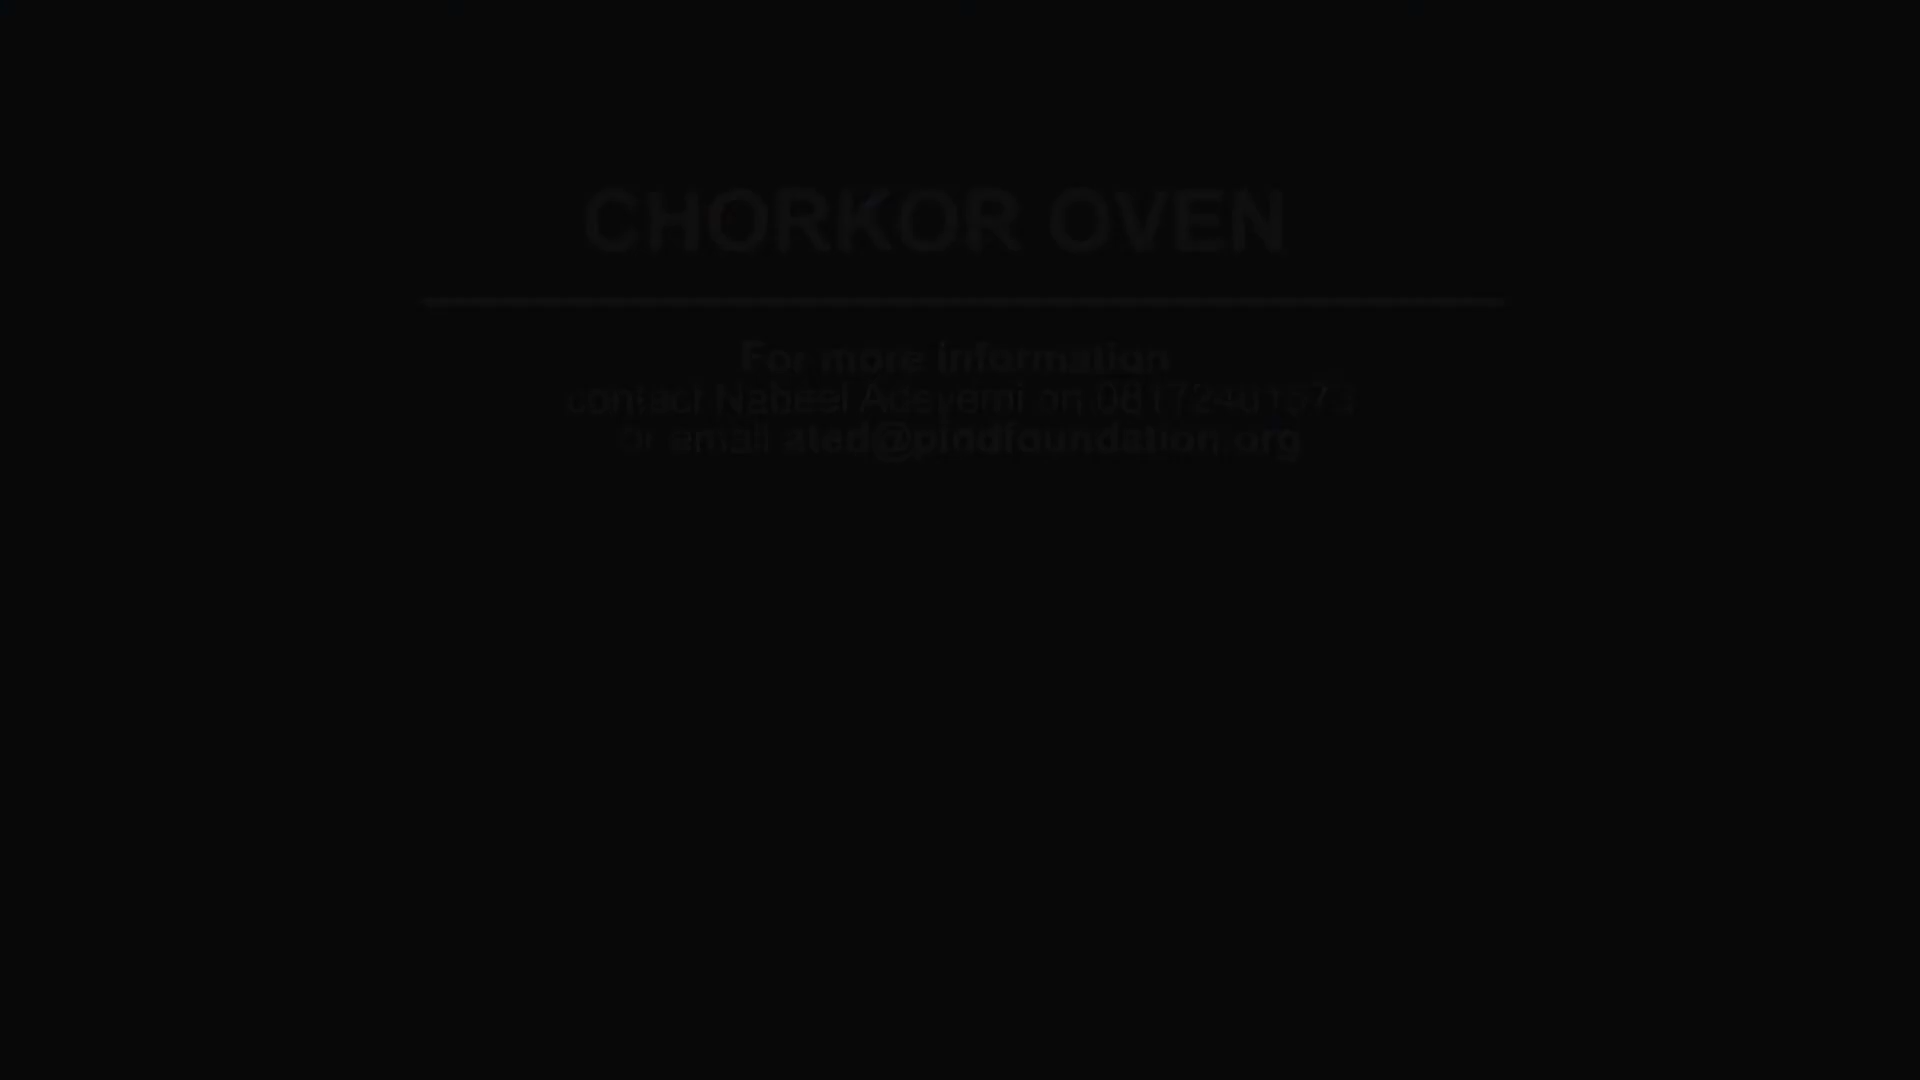 CHORKOR OVEN
For more information
contact Nabeel Adeyemi on
or email ated@pindfoundation.org